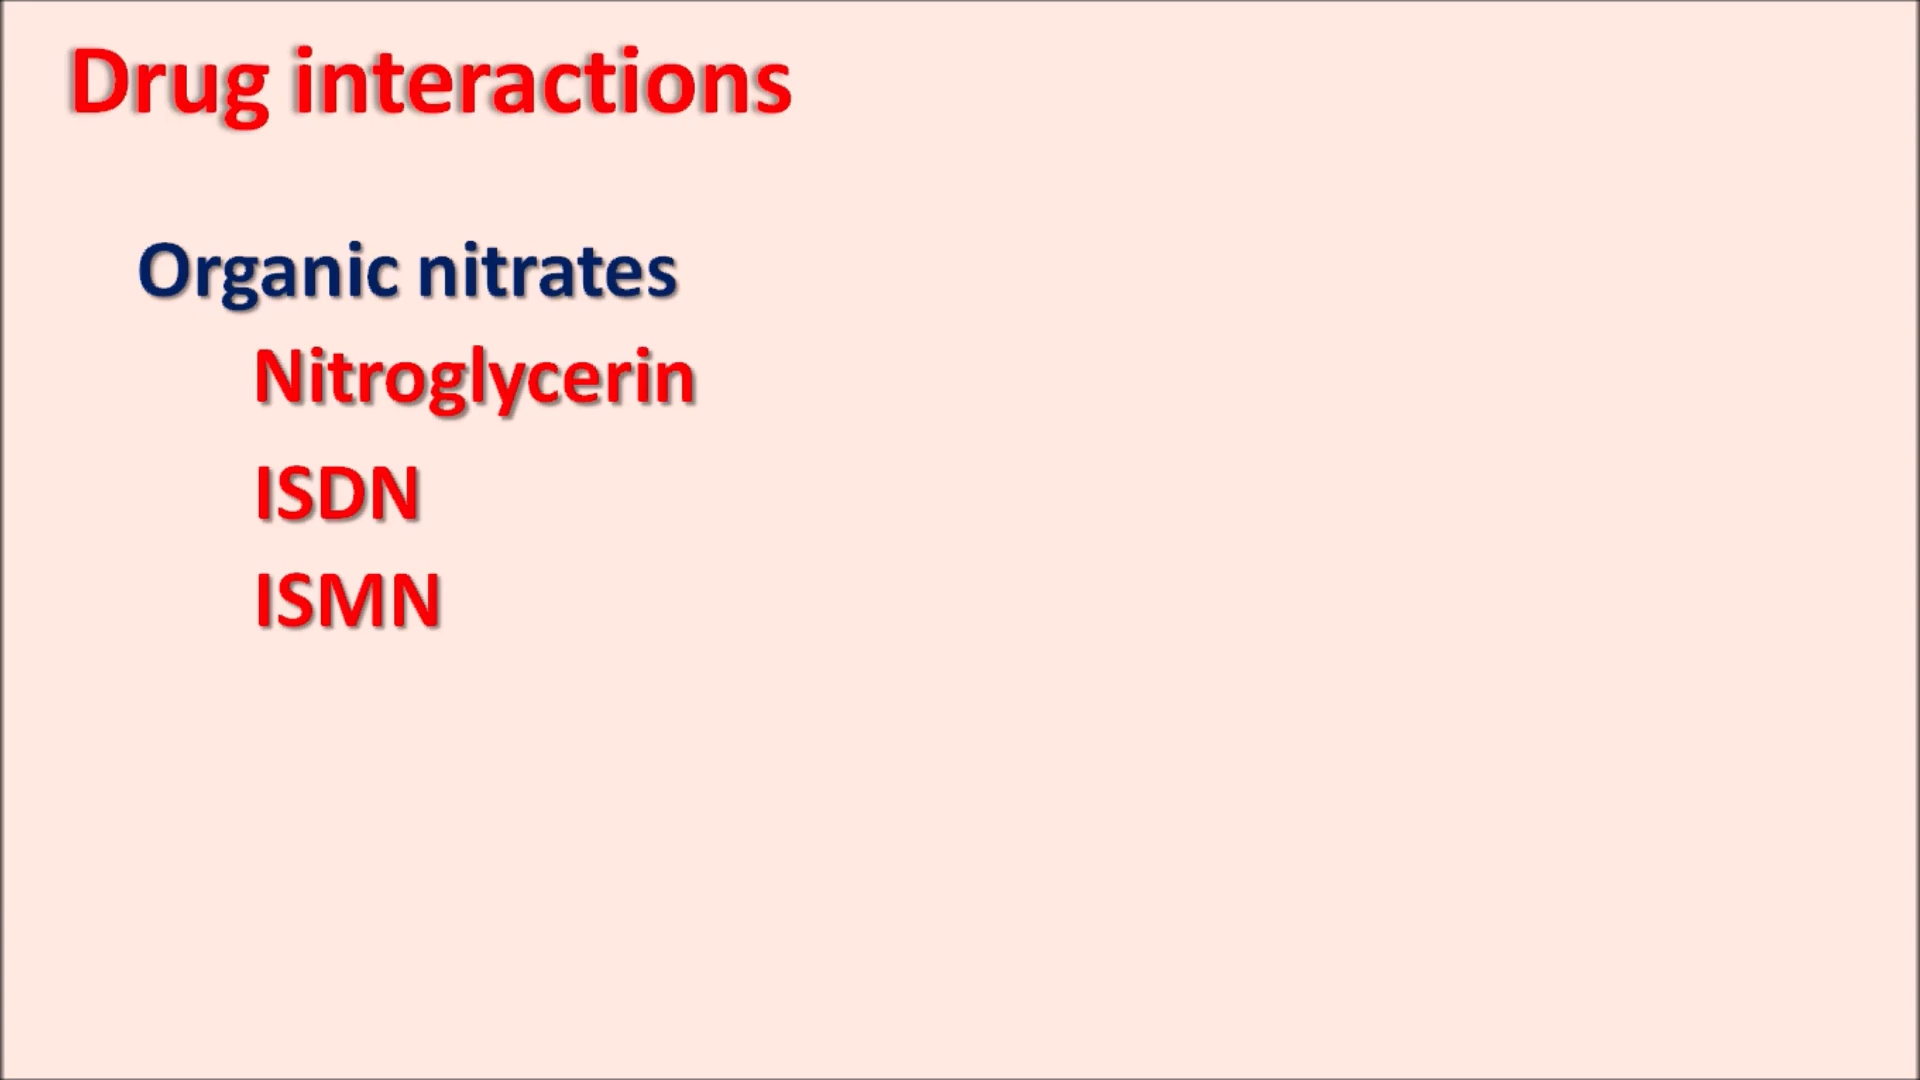 Drug interactions
Organic nitrates
Nitroglycerin
ISDN
ISMN